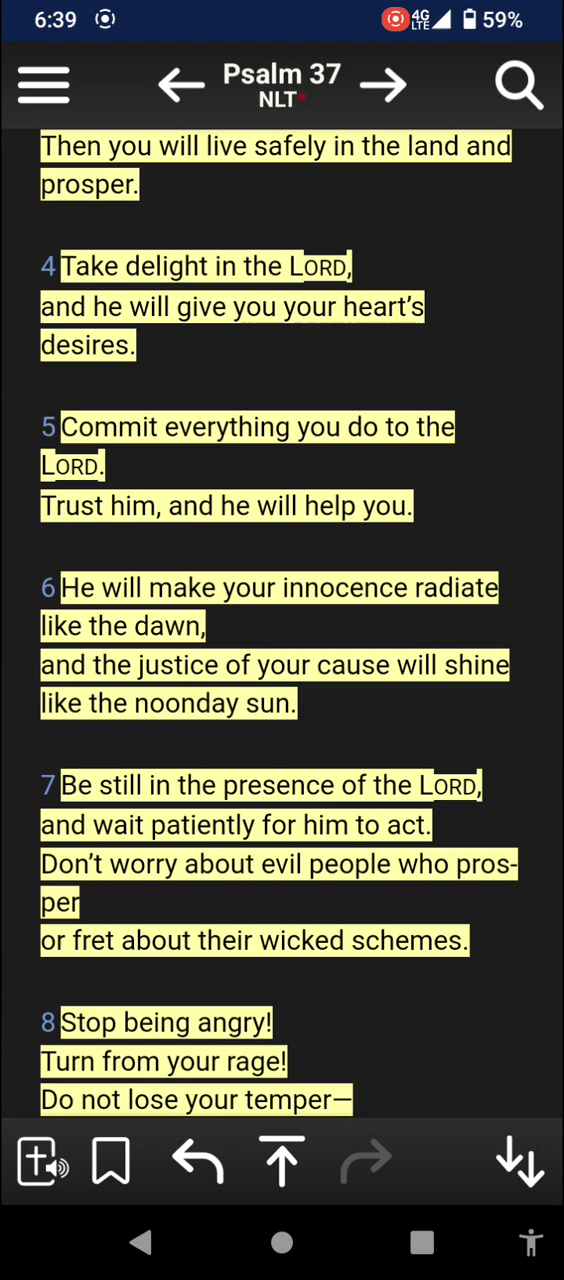 6:39
4G
LTE
59%
Psalm 37
NLT*
Then you will live safely in the land and
prosper.
4 Take delight in the LORD,
and he will give you your heart’s
desires.
5 Commit everything you do to the
LORD.
Trust him, and he will help you.
6 He will make your innocence radiate
like the dawn,
and the justice of your cause will shine
like the noonday sun.
7 Be still in the presence of the LORD,
and wait patiently for him to act.
Don’t worry about evil people who pros-
per
or fret about their wicked schemes.
8 Stop being angry!
Turn from your rage!
Do not lose your temper—